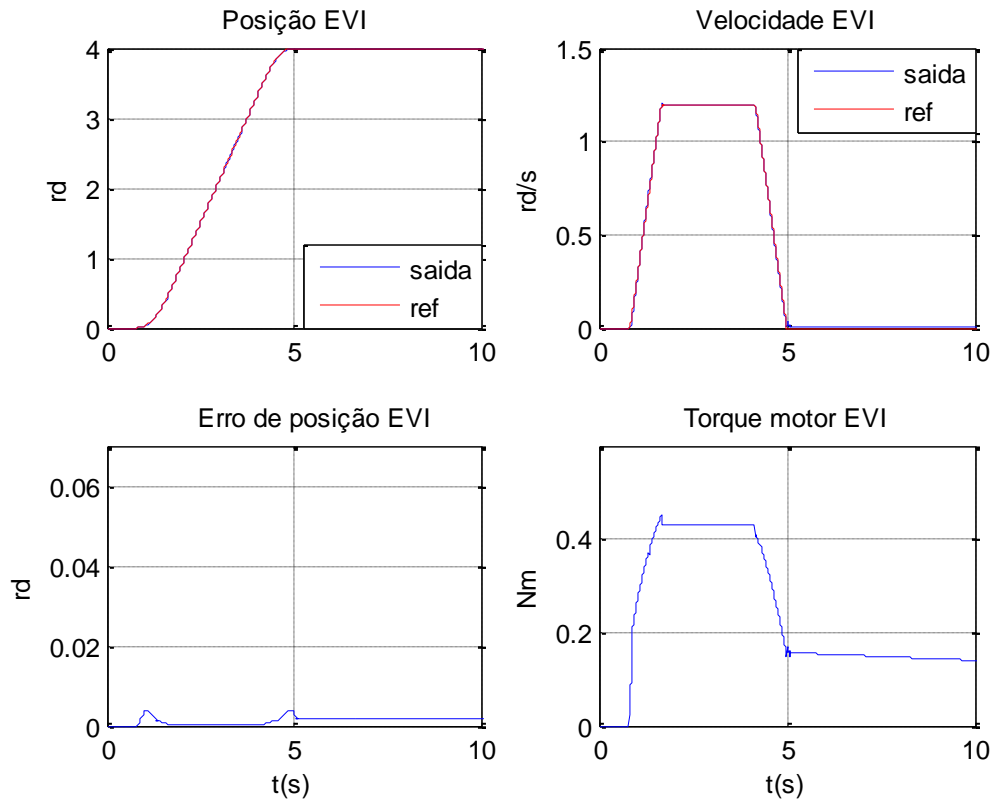 Posição EVI
4
3
2
1
0
rd
0
5
10
saida
ref
Velocidade EVI
1.5
1
0.5
0
rd/s
0
5
10
saida
ref
Erro de posição EVI
0.06
0.04
0.02
0
rd
0
5
10
t(s)
Torque motor EVI
0.4
0.2
0
Nm
0
5
10
t(s)